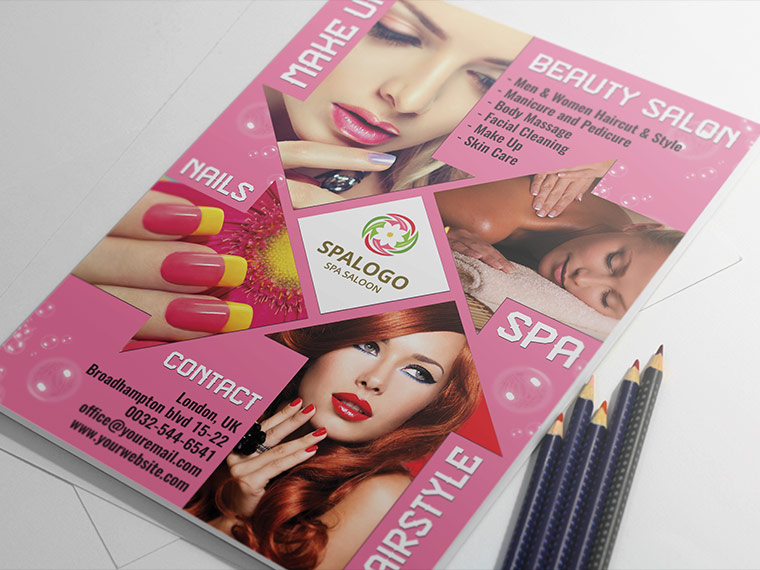 MAKE U
BEAUTY SALON
- Men & Women Haircut & Style
- Manicure and Pedicure
- Body Massage
- Facial Cleaning
- Make Up
- Skin Care
NAILS
SPALOGO
SPA SALOON
SPA
CONTACT
London, UK
Broadhampton blvd 15-22
0032-544-6541
office@youremail.com
www.yourwebsite.com
AIRSTYLE